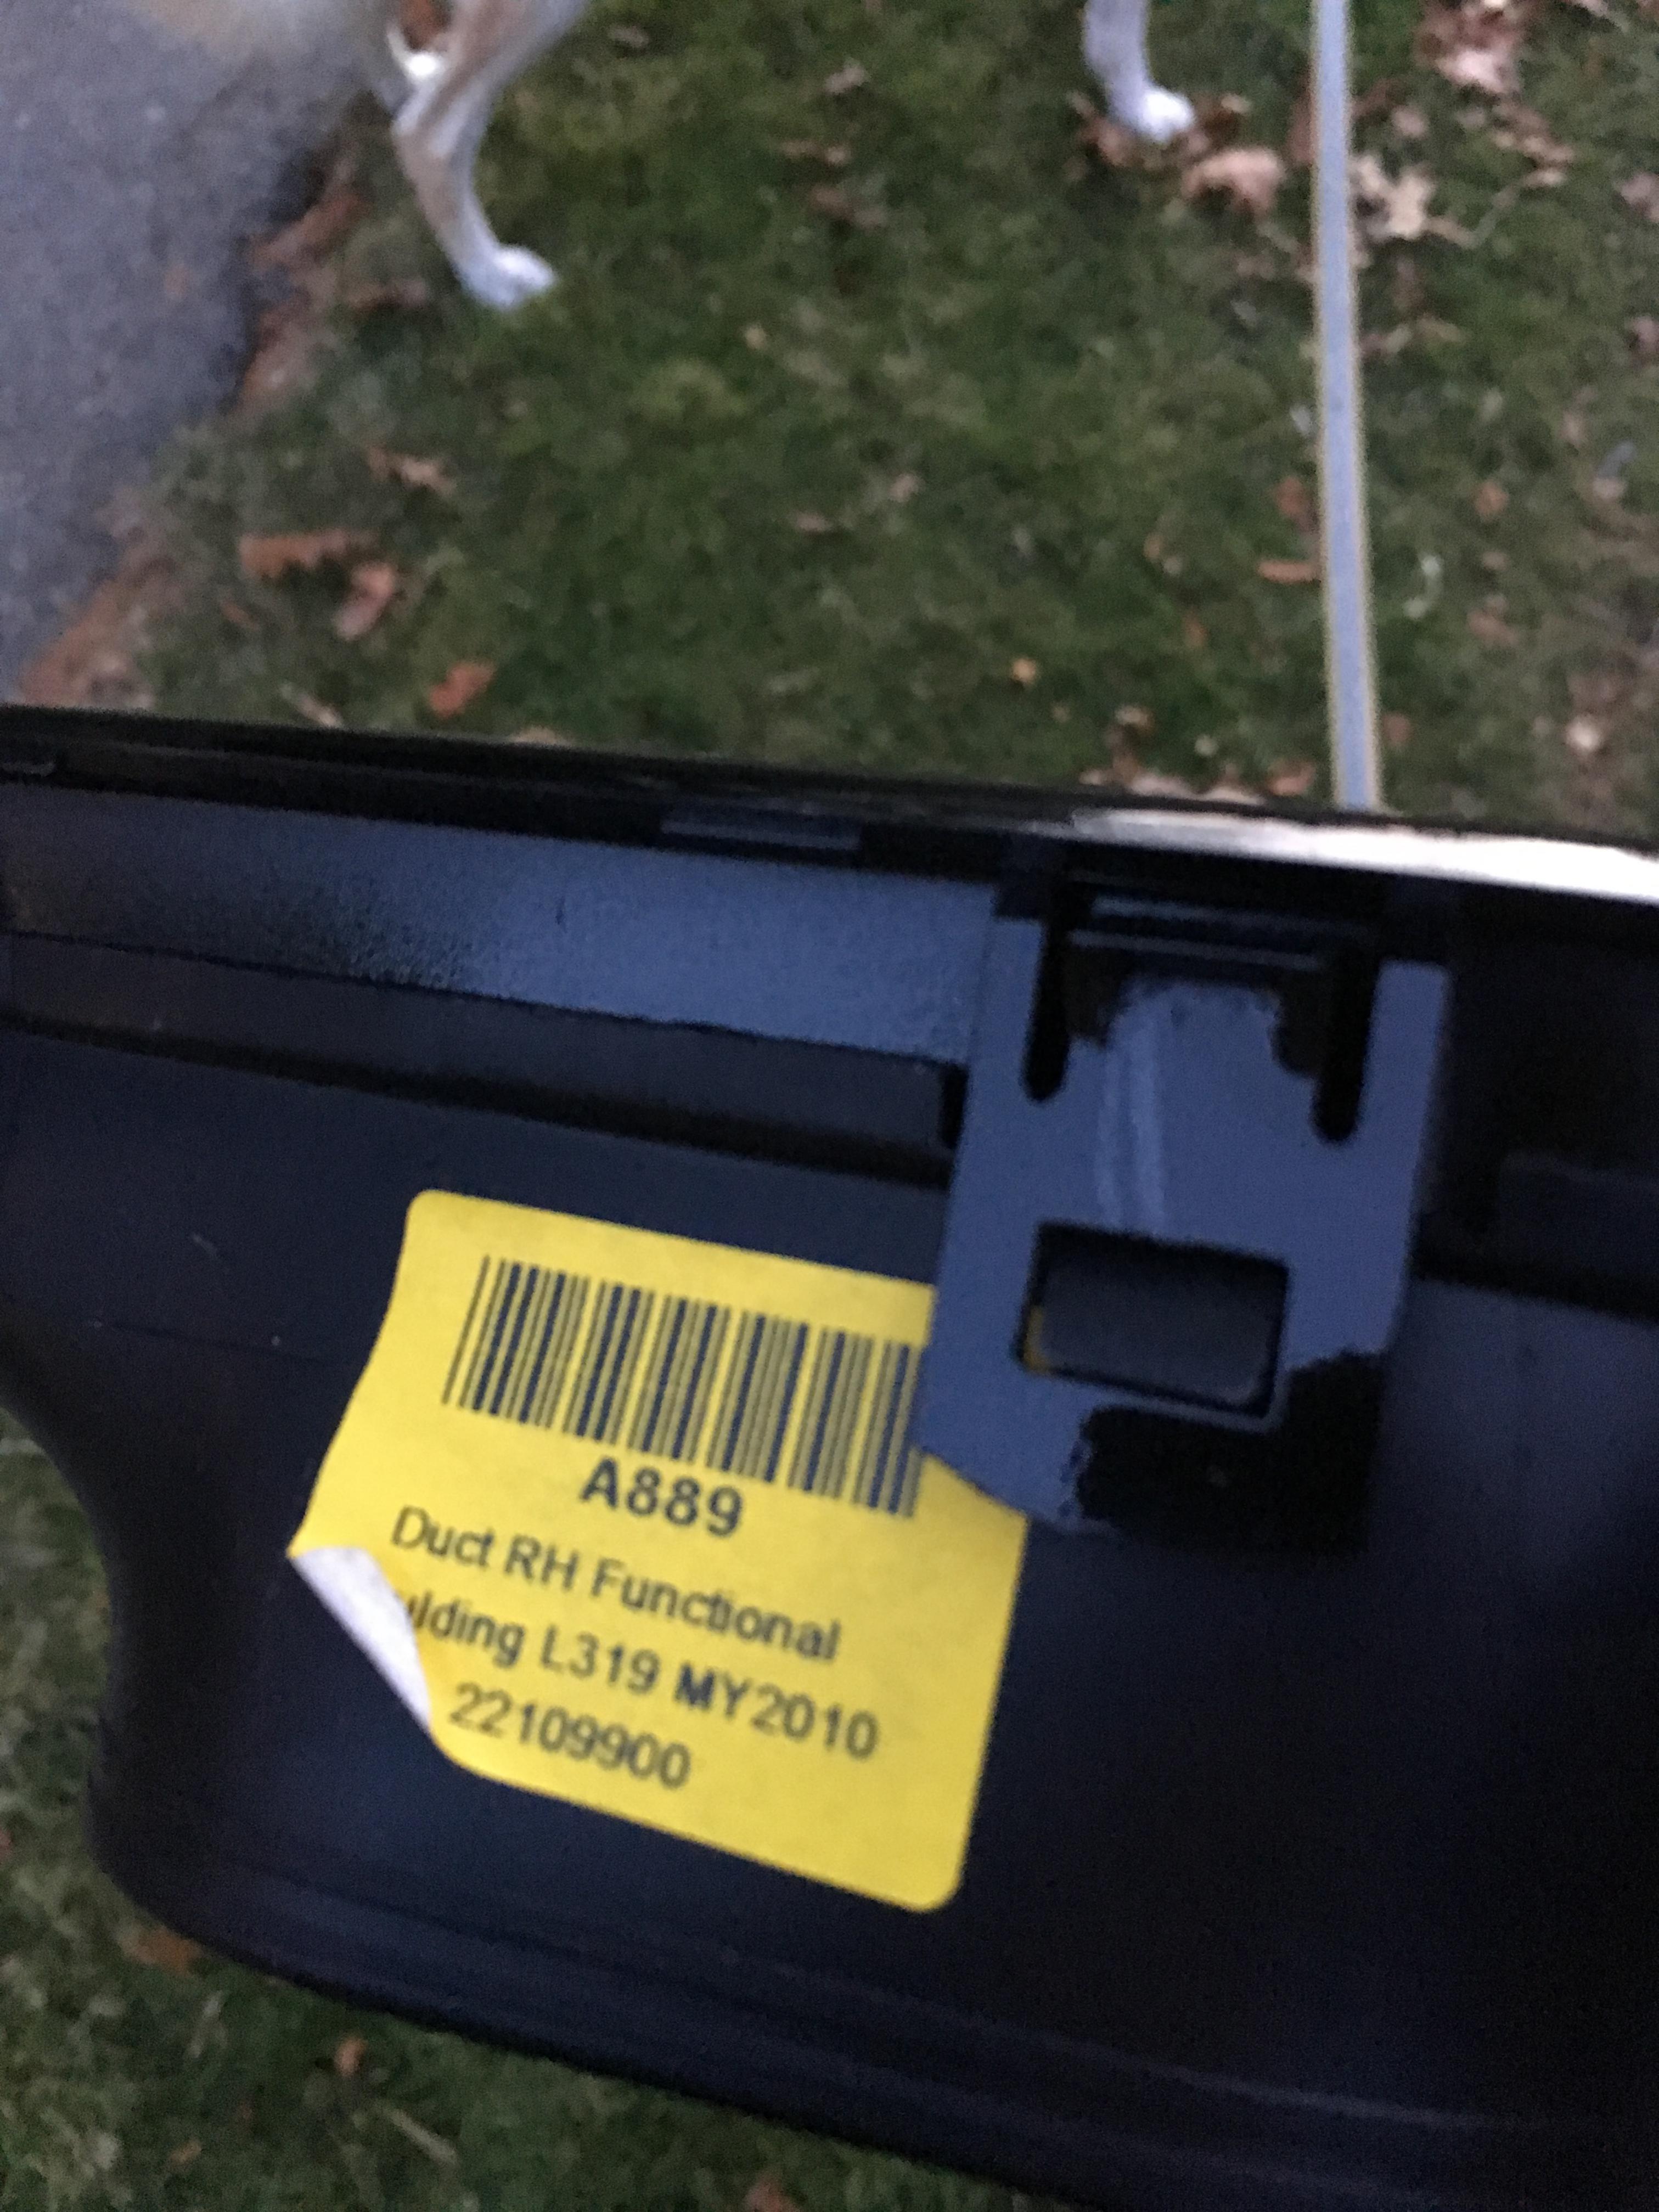 A889
Duct RH Functional
ulding L319 MY2010
22109900